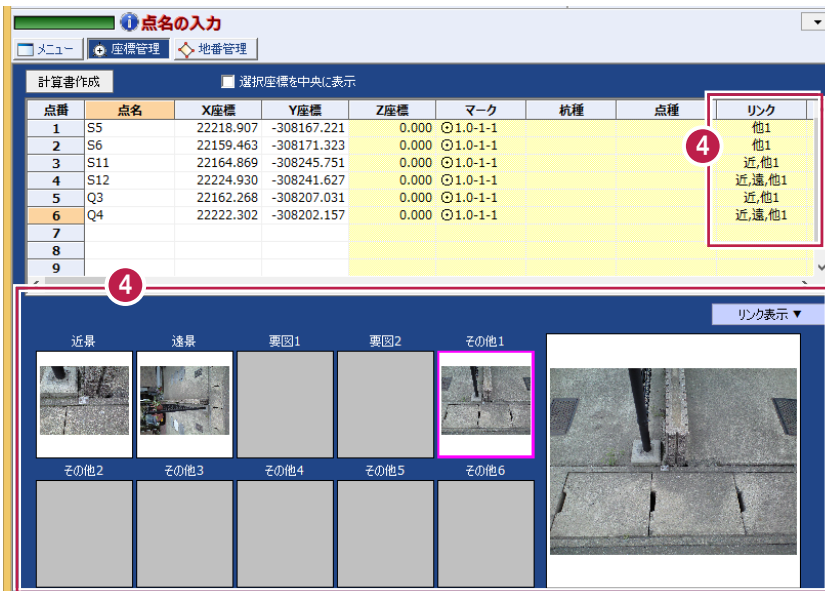 点名の入力
メニュー 座標管理 地番管理
計算書作成 選択座標を中央に表示
点番 点名 X座標 Y座標 Z座標 マーク 杭種 点種 リンク
1 S5 22218.907 -308167.221 0.000 1.0-1-1 他1
2 S6 22159.463 -308171.323 0.000 1.0-1-1 他1
3 S11 22164.869 -308245.751 0.000 1.0-1-1 近,他1
4 S12 22224.930 -308241.627 0.000 1.0-1-1 近,遠,他1
5 Q3 22162.268 -308207.031 0.000 1.0-1-1 近,他1
6 Q4 22222.302 -308202.157 0.000 1.0-1-1 近,遠,他1
7
8
9
4
4
リンク表示 ▼
近景 遠景 要図1 要図2 その他1
その他2 その他3 その他4 その他5 その他6